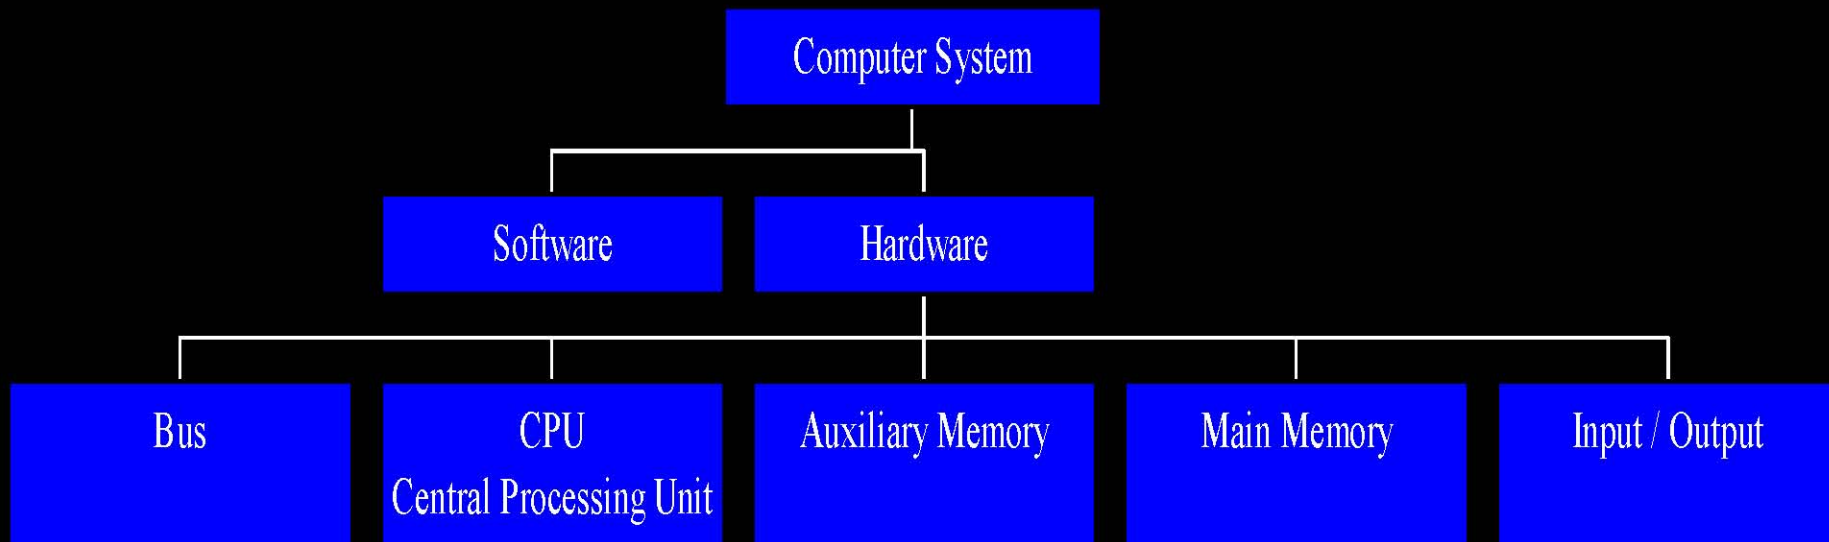 Computer System
Software
Hardware
Bus
CPU
Central Processing Unit
Auxiliary Memory
Main Memory
Input / Output